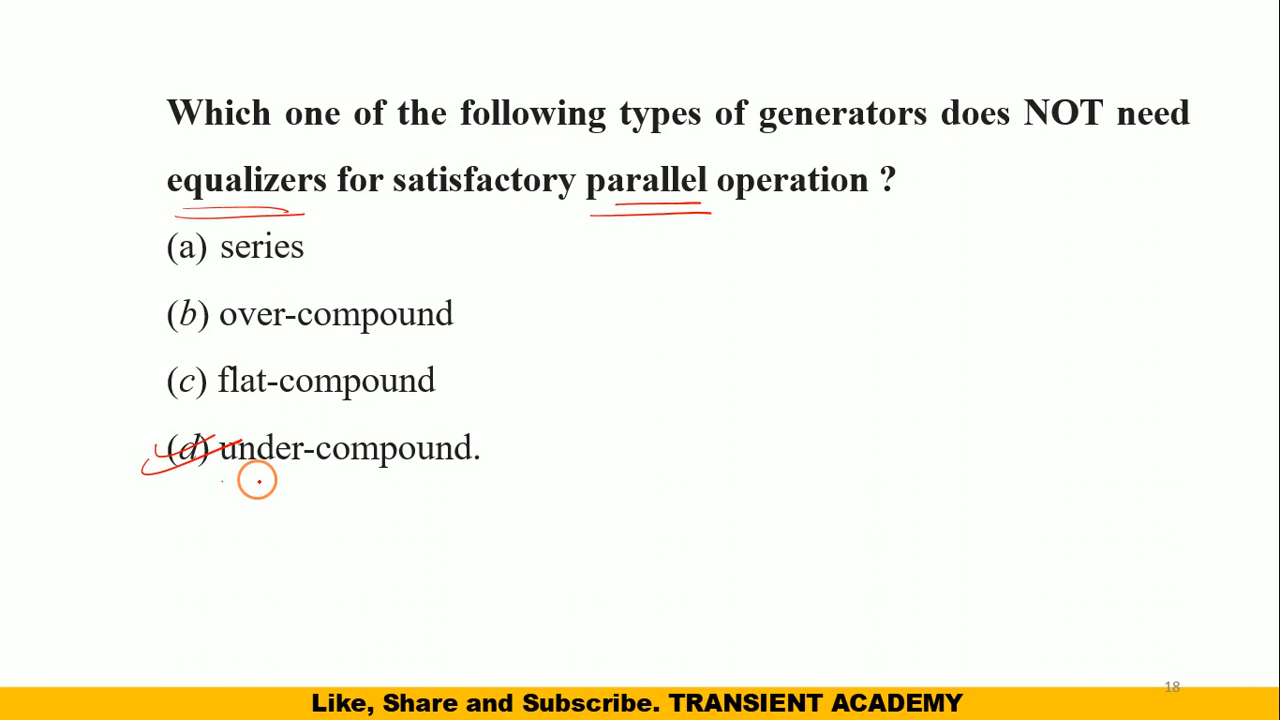 Which one of the following types of generators does NOT need
equalizers for satisfactory parallel operation ?
(a) series
(b) over-compound
(c) flat-compound
(d) under-compound.
18
Like, Share and Subscribe. TRANSIENT ACADEMY